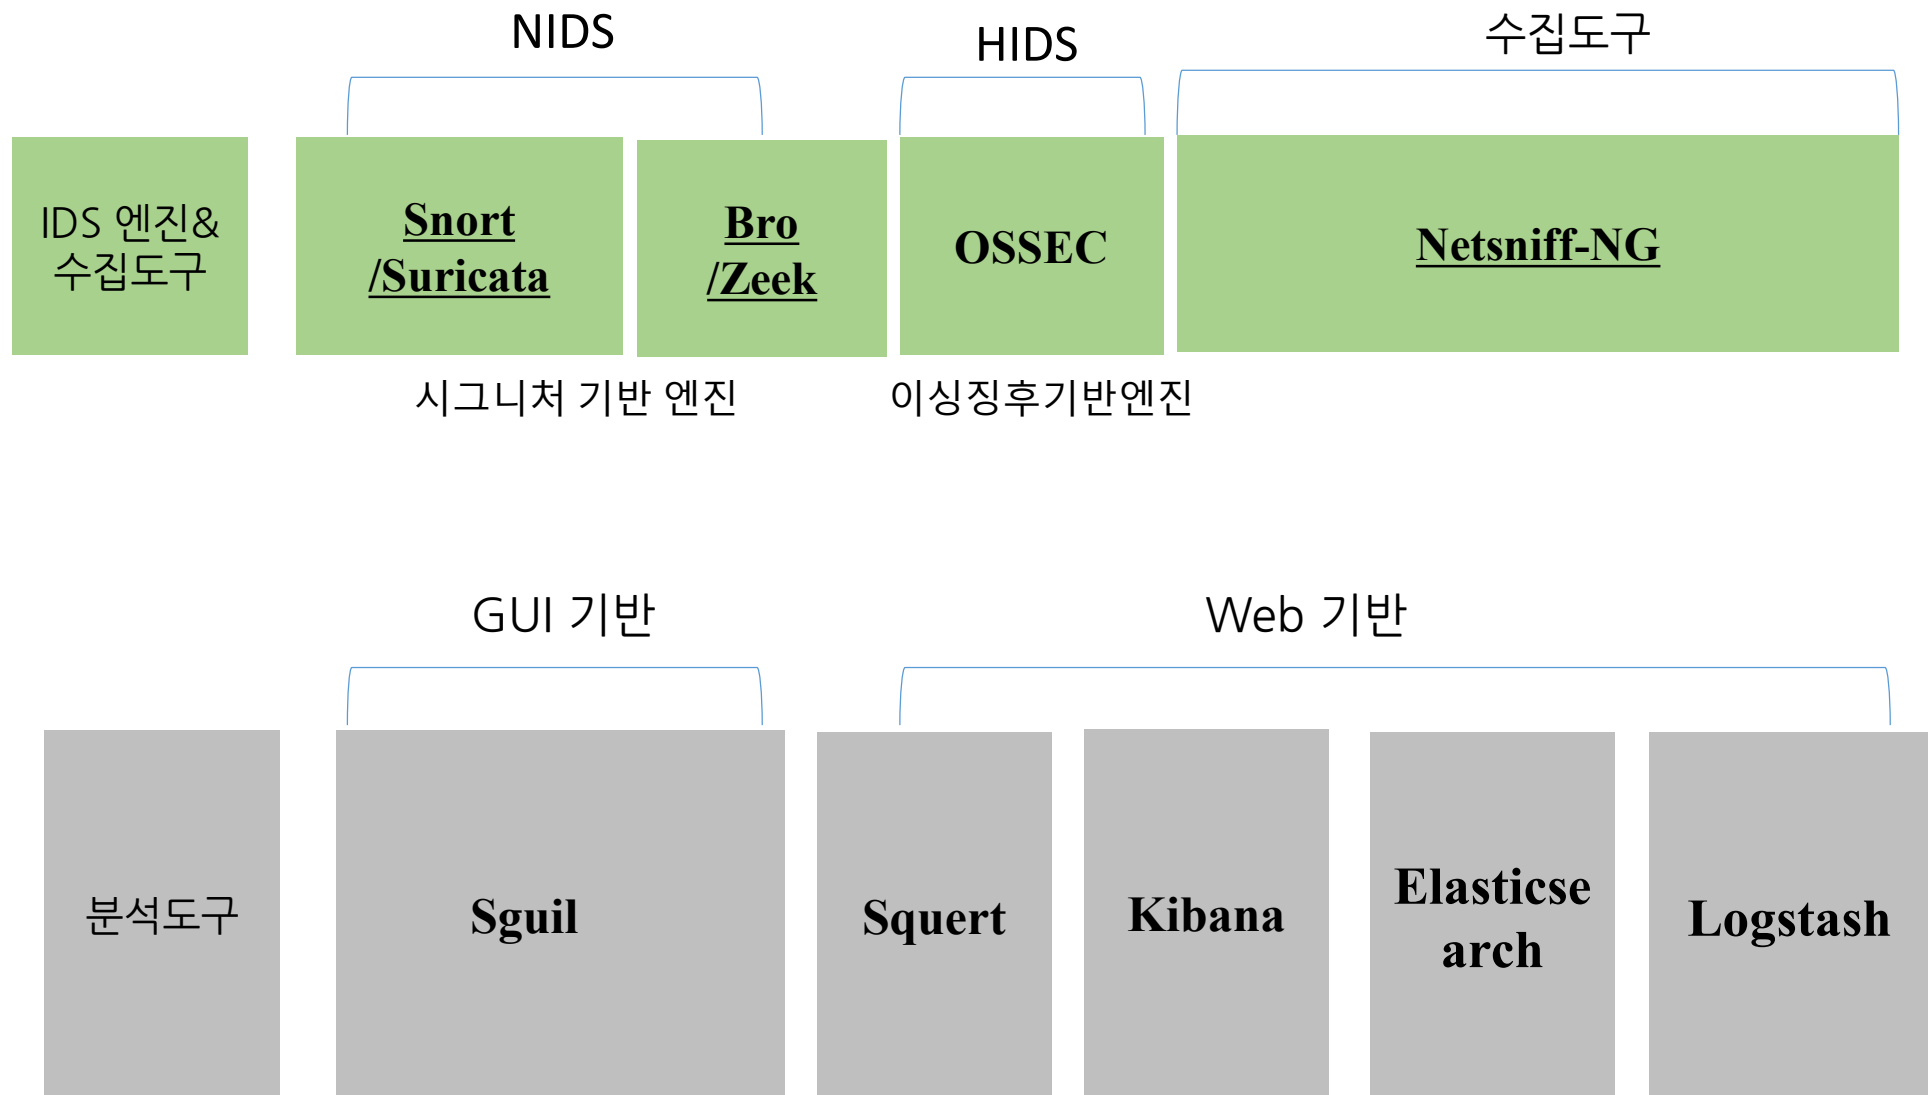 NIDS
HIDS
수집도구
IDS 엔진&
수집도구
Snort
/Suricata
Bro
/Zeek
OSSEC
Netsniff-NG
시그니처 기반 엔진
이싱징후기반엔진
GUI 기반
Web 기반
분석도구
Sguil
Squert
Kibana
Elasticse
arch
Logstash